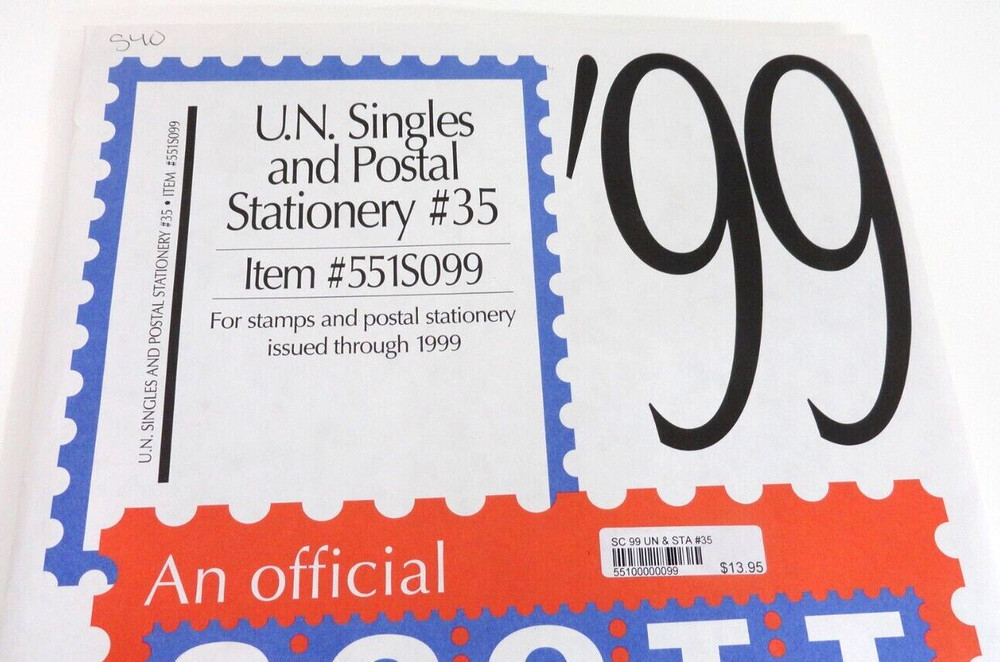 S40
'99
U.N. Singles
and Postal
Stationery #35
Item #551S099
For stamps and postal stationery
issued through 1999
U.N. SINGLES AND POSTAL STATIONERY #35 • ITEM #551S099
An official
SC 99 UN & STA #35
55100000099
$13.95
SCOTT